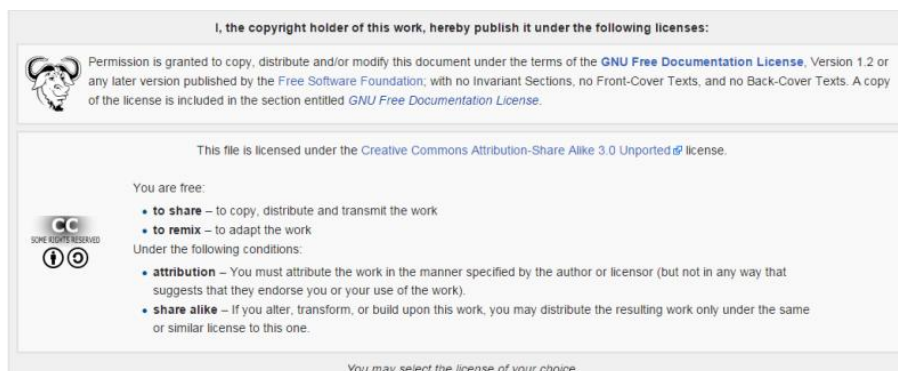 I, the copyright holder of this work, hereby publish it under the following licenses:
Permission is granted to copy, distribute and/or modify this document under the terms of the GNU Free Documentation License, Version 1.2 or
any later version published by the Free Software Foundation; with no Invariant Sections, no Front-Cover Texts, and no Back-Cover Texts. A copy
of the license is included in the section entitled GNU Free Documentation License.
This file is licensed under the Creative Commons Attribution-Share Alike 3.0 Unported license.
You are free:
• to share – to copy, distribute and transmit the work
• to remix – to adapt the work
CC
SOME RIGHTS RESERVED
Under the following conditions:
• attribution – You must attribute the work in the manner specified by the author or licensor (but not in any way that
suggests that they endorse you or your use of the work).
• share alike – If you alter, transform, or build upon this work, you may distribute the resulting work only under the same
or similar license to this one.
You may select the license of your choice.